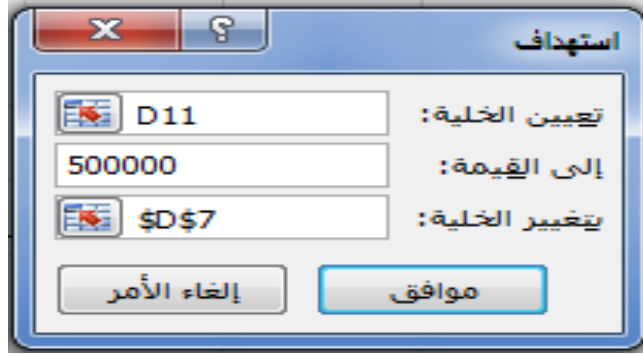 استهداف
تعيين الخلية: D11
إلى القيمة: 500000
بتغيير الخلية: $D$7
موافق إلغاء الأمر